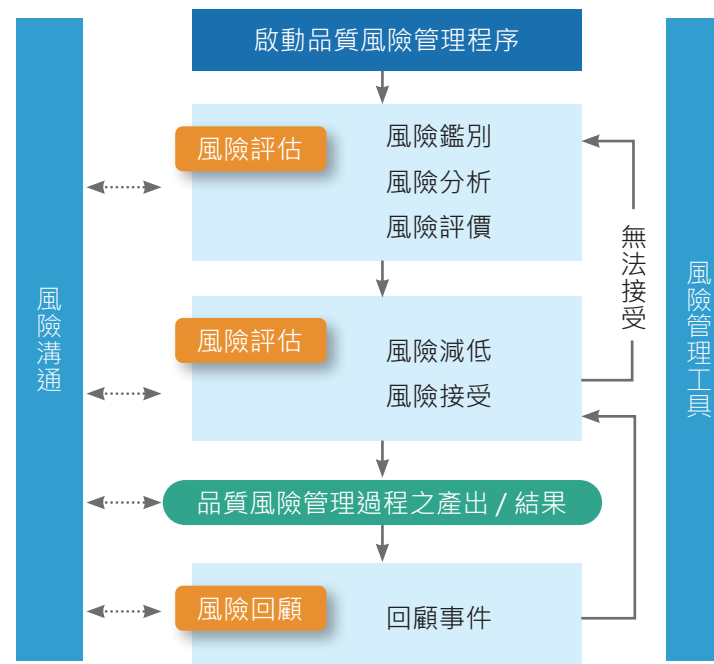 啟動品質風險管理程序
風險評估
風險鑑別
風險分析
風險評價
無法接受
風險評估
風險減低
風險接受
品質風險管理過程之產出 / 結果
風險回顧
回顧事件
風險溝通
風險管理工具